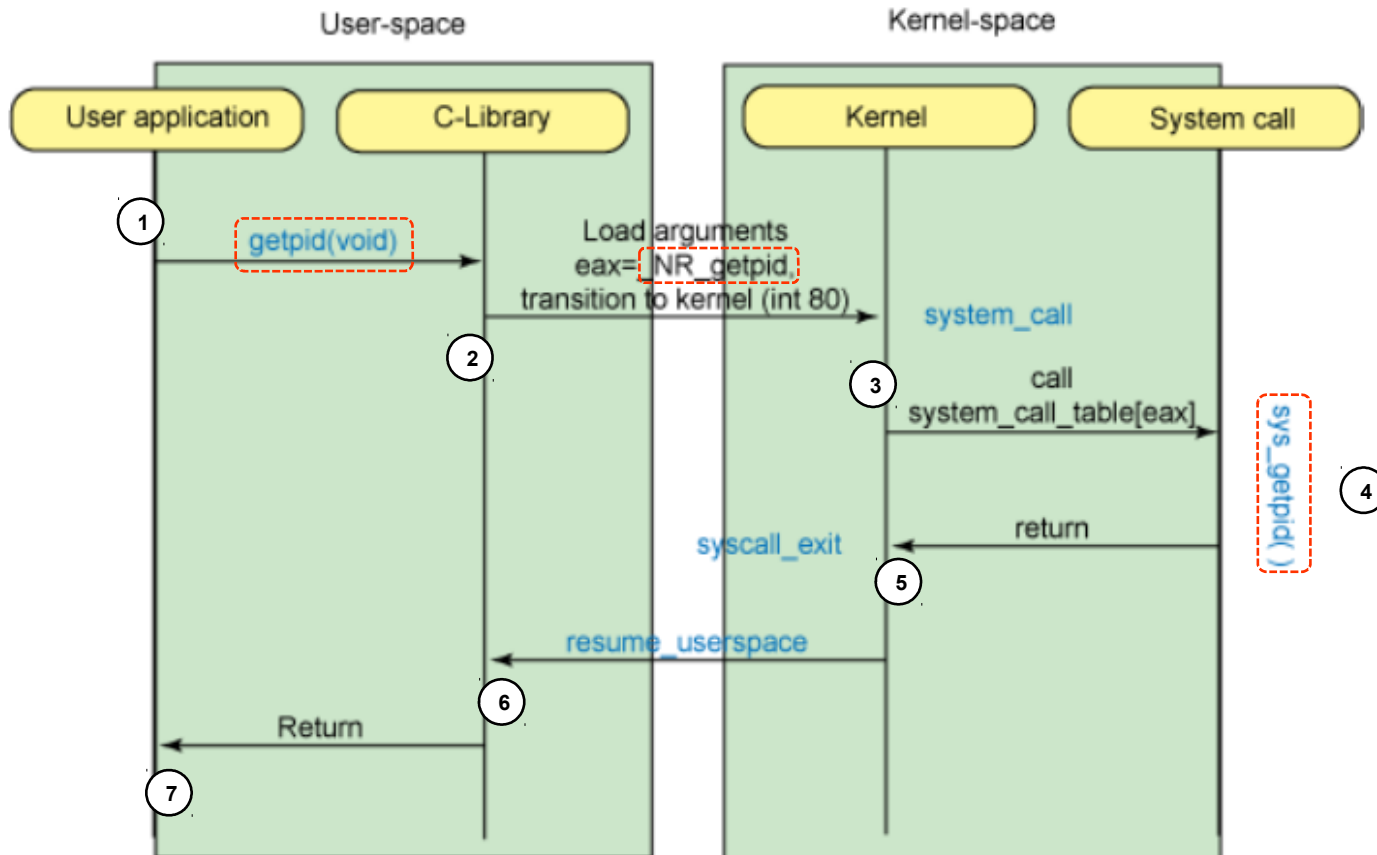 User-space
Kernel-space
User application
C-Library
Kernel
System call
1
getpid(void)
Load arguments
eax=_NR_getpid,
transition to kernel (int 80)
system_call
2
3
call
system_call_table[eax]
sys_getpid( )
4
return
syscall_exit
5
resume_userspace
6
Return
7